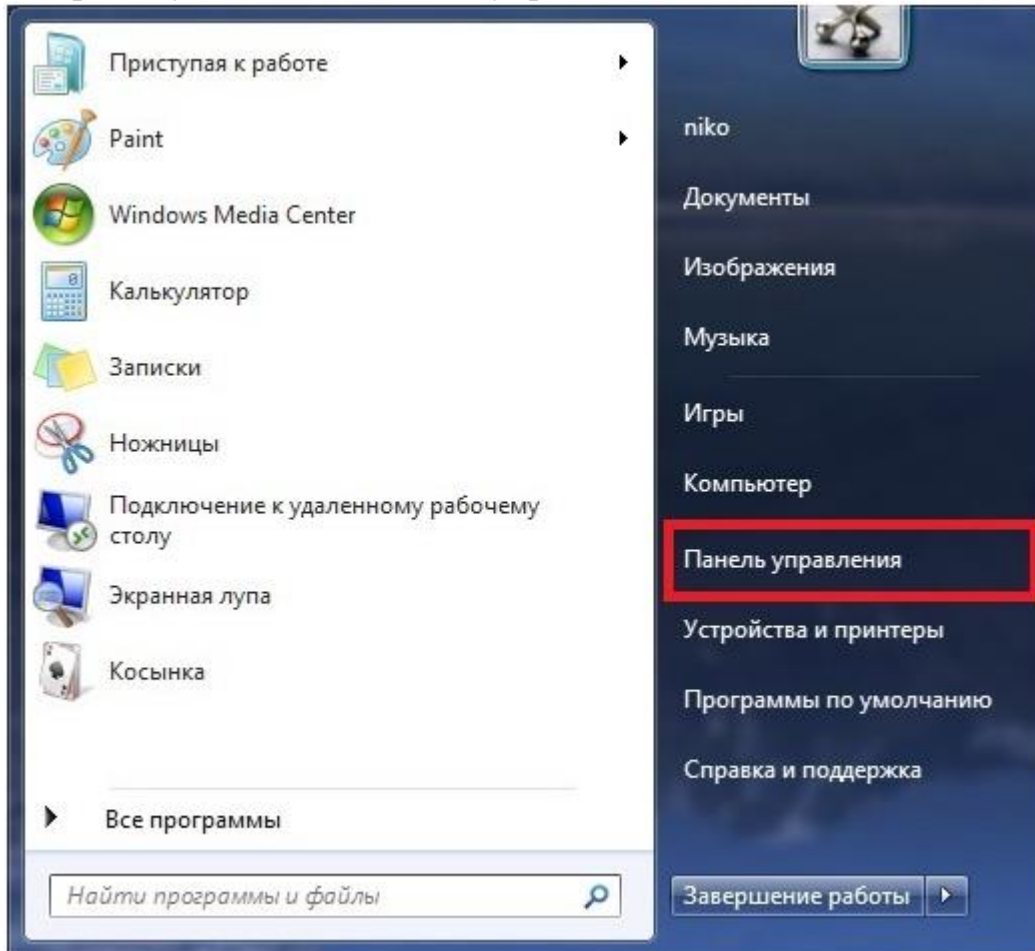 Приступая к работе
Paint
Windows Media Center
Калькулятор
Записки
Ножницы
Подключение к удаленному рабочему
столу
Экранная лупа
Косынка
Все программы
Найти программы и файлы
niko
Документы
Изображения
Музыка
Игры
Компьютер
Панель управления
Устройства и принтеры
Программы по умолчанию
Справка и поддержка
Завершение работы